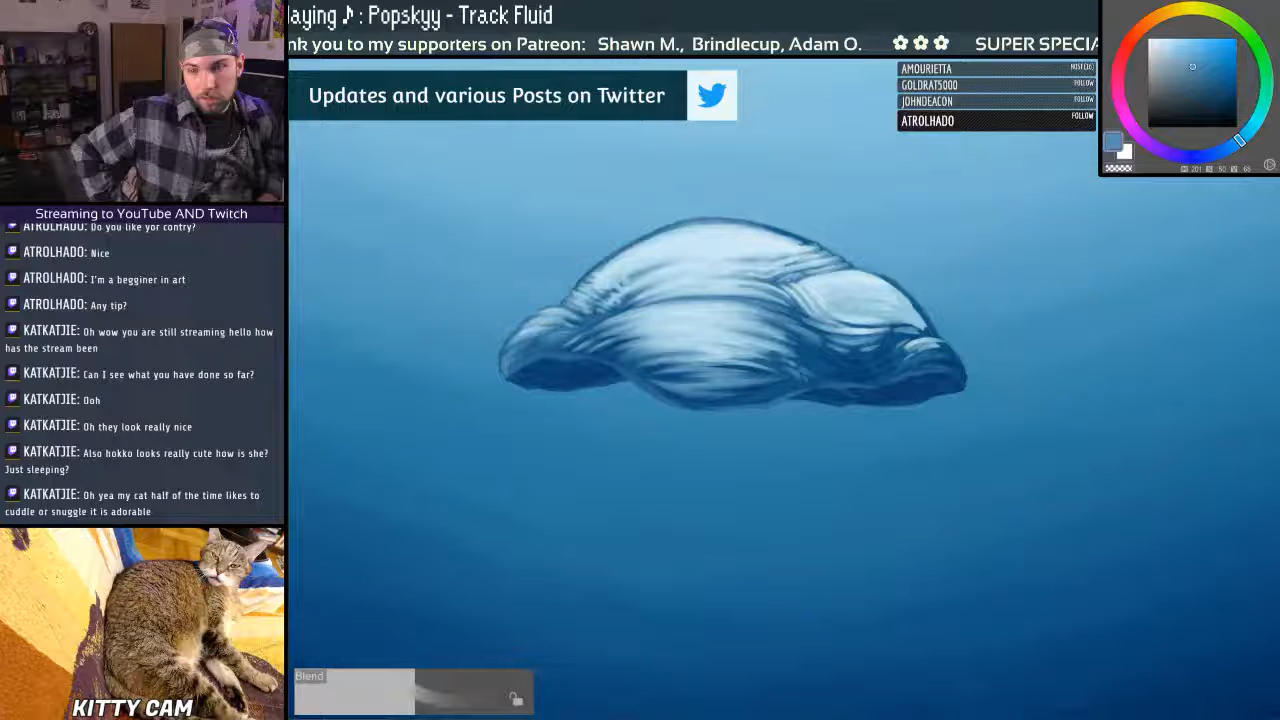 laying ♪ : Popskyy - Track Fluid
nk you to my supporters on Patreon: Shawn M., Brindlecup, Adam O. ✿ ✿ ✿ SUPER SPECIA
Updates and various Posts on Twitter
AMOURIETTA
GOLDRAT5000 FOLLOW
JOHNDEACON FOLLOW
ATROLHADO FOLLOW
Streaming to YouTube AND Twitch
ATROLHADO: Do you like yor contry?
ATROLHADO: Nice
ATROLHADO: I'm a begginer in art
ATROLHADO: Any tip?
KATKATJIE: Oh wow you are still streaming hello how
has the stream been
KATKATJIE: Can I see what you have done so far?
KATKATJIE: Ooh
KATKATJIE: Oh they look really nice
KATKATJIE: Also hokko looks really cute how is she?
Just sleeping?
KATKATJIE: Oh yea my cat half of the time likes to
cuddle or snuggle it is adorable
KITTY CAM
Blend